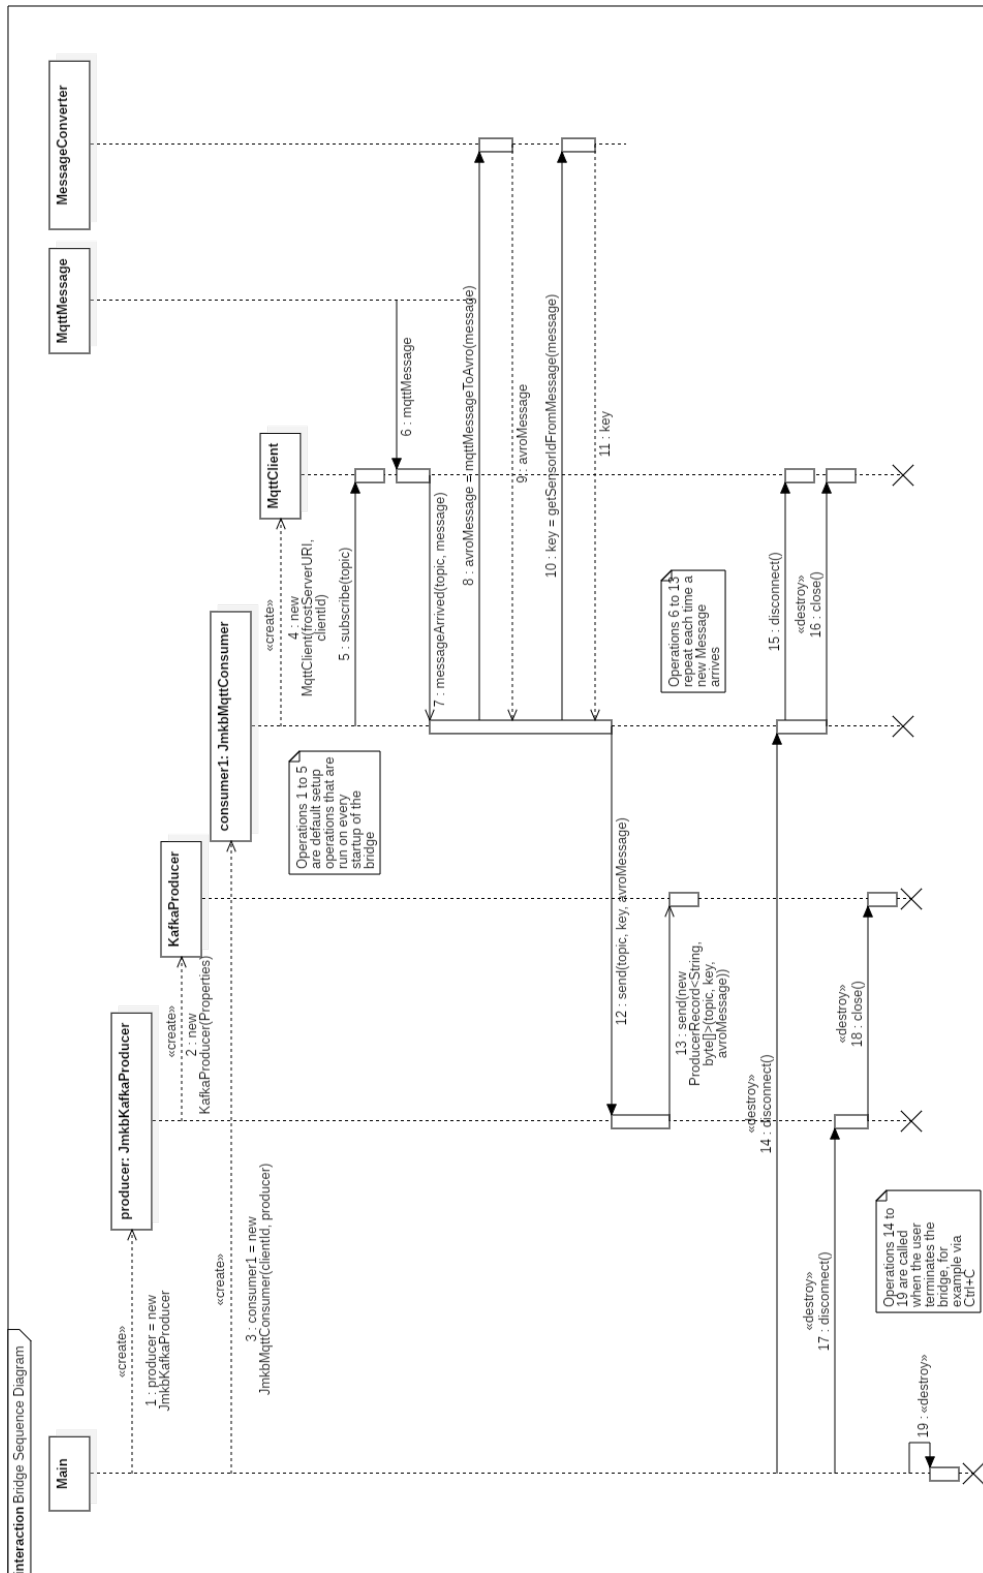 interaction Bridge Sequence Diagram
Main
producer: JmkbKafkaProducer
KafkaProducer
consumer1: JmkbMqttConsumer
MqttClient
MqttMessage
MessageConverter
«create»
1 : producer = new
JmkbKafkaProducer
«create»
2 : new
KafkaProducer(Properties)
«create»
3 : consumer1 = new
JmkbMqttConsumer(clientId, producer)
«create»
4 : new
MqttClient(frostServerURI,
clientId)
5 : subscribe(topic)
Operations 1 to 5
are default setup
operations that are
run on every
startup of the
bridge
6 : mqttMessage
7 : messageArrived(topic, message)
8 : avroMessage = mqttMessageToAvro(message)
9 : avroMessage
10 : key = getSensorIdFromMessage(message)
11 : key
12 : send(topic, key, avroMessage)
13 : send(new
ProducerRecord<String,
byte[]>(topic, key,
avroMessage))
Operations 6 to 13
repeat each time a
new Message
arrives
«destroy»
14 : disconnect()
15 : disconnect()
«destroy»
16 : close()
«destroy»
17 : disconnect()
«destroy»
18 : close()
Operations 14 to
19 are called
when the user
terminates the
bridge, for
example via
Ctrl+C
19 : «destroy»